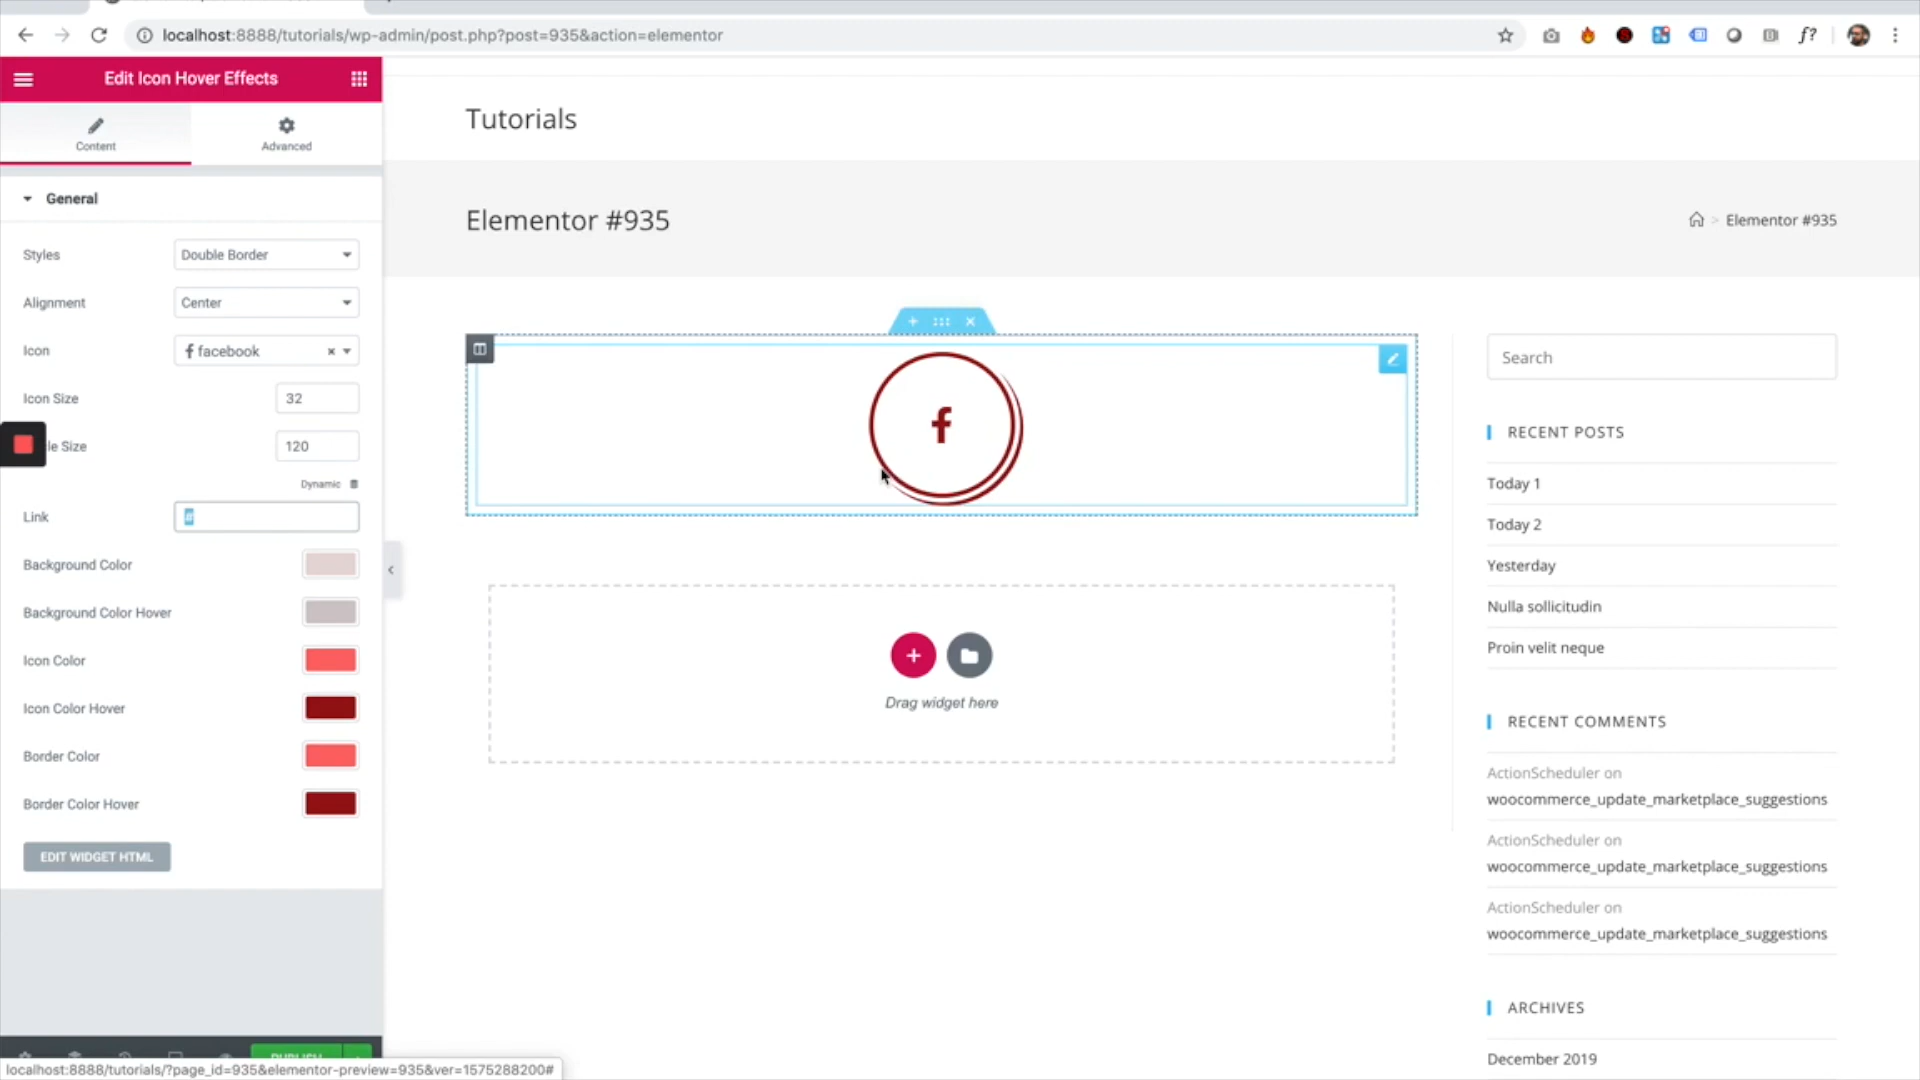 localhost:8888/tutorials/wp-admin/post.php?post=935&action=elementor
f?
Edit Icon Hover Effects
Content
Advanced
General
Styles
Double Border
Alignment
Center
Icon
facebook
Icon Size
32
le Size
120
Dynamic
Link
#
Background Color
Background Color Hover
Icon Color
Icon Color Hover
Border Color
Border Color Hover
EDIT WIDGET HTML
PUBLISH
localhost:8888/tutorials/?page_id=935&elementor-preview=935&ver=1575288200#
Tutorials
Elementor #935
> Elementor #935
Drag widget here
Search
RECENT POSTS
Today 1
Today 2
Yesterday
Nulla sollicitudin
Proin velit neque
RECENT COMMENTS
ActionScheduler on
woocommerce_update_marketplace_suggestions
ActionScheduler on
woocommerce_update_marketplace_suggestions
ActionScheduler on
woocommerce_update_marketplace_suggestions
ARCHIVES
December 2019